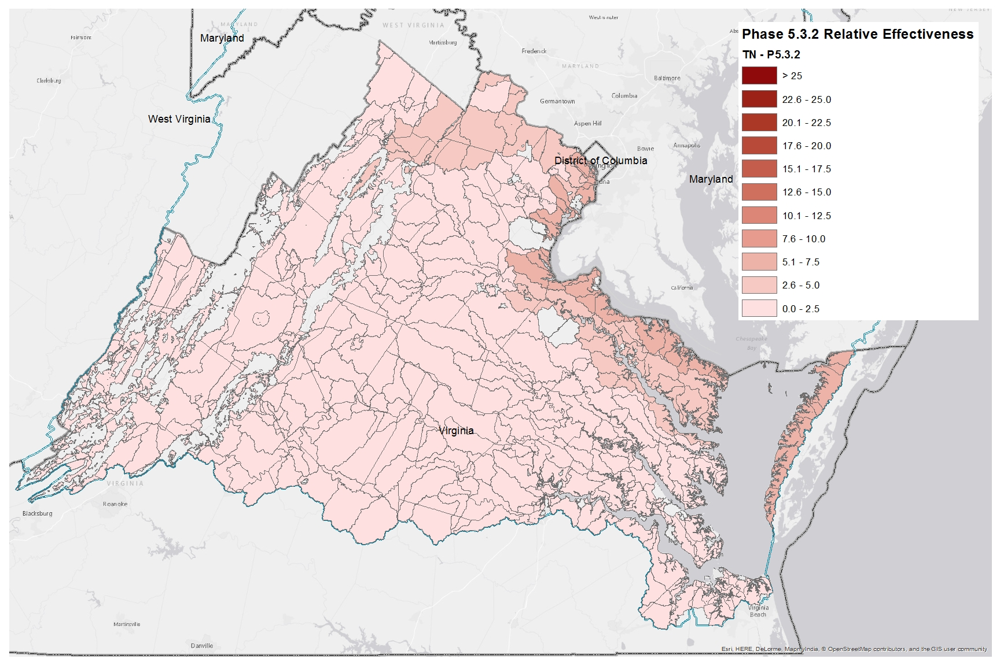 NEW JERSEY
Westminster
MARYLAND
WEST VIRGINIA
Maryland
Fairmont
Martinsburg
Frederick
MARYLAND
Clarksburg
Baltimore
Columbia
Germantown
West Virginia
Aspen Hill
Annapolis
Bowie
District of Columbia
Maryland
California
Chesapeake
Bay
Virginia
VIRGINIA
Roanoke
Blacksburg
Virginia
Beach
Martinsville
Danville
Phase 5.3.2 Relative Effectiveness
TN - P5.3.2
> 25
22.6 - 25.0
20.1 - 22.5
17.6 - 20.0
15.1 - 17.5
12.6 - 15.0
10.1 - 12.5
7.6 - 10.0
5.1 - 7.5
2.6 - 5.0
0.0 - 2.5
Esri, HERE, DeLorme, MapmyIndia, © OpenStreetMap contributors, and the GIS user community